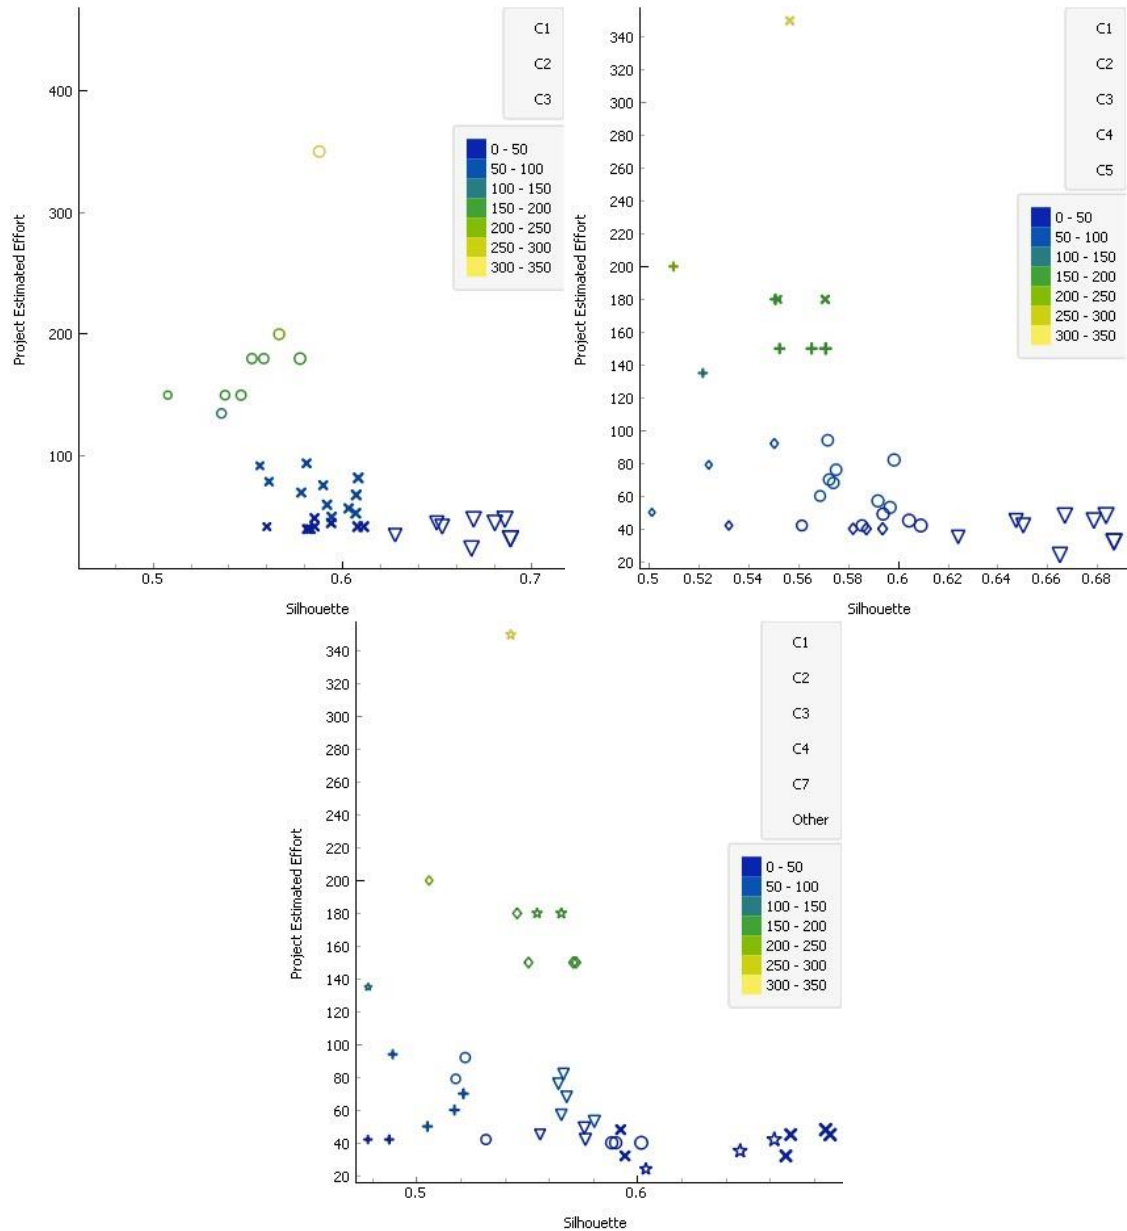 C1
C2
C3
0 - 50
50 - 100
100 - 150
150 - 200
200 - 250
250 - 300
300 - 350
400
300
200
100
Project Estimated Effort
0.5
0.6
0.7
Silhouette
C1
C2
C3
C4
C5
0 - 50
50 - 100
100 - 150
150 - 200
200 - 250
250 - 300
300 - 350
340
320
300
280
260
240
220
200
180
160
140
120
100
80
60
40
20
Project Estimated Effort
0.5
0.52
0.54
0.56
0.58
0.6
0.62
0.64
0.66
0.68
Silhouette
C1
C2
C3
C4
C7
Other
0 - 50
50 - 100
100 - 150
150 - 200
200 - 250
250 - 300
300 - 350
340
320
300
280
260
240
220
200
180
160
140
120
100
80
60
40
20
Project Estimated Effort
0.5
0.6
Silhouette